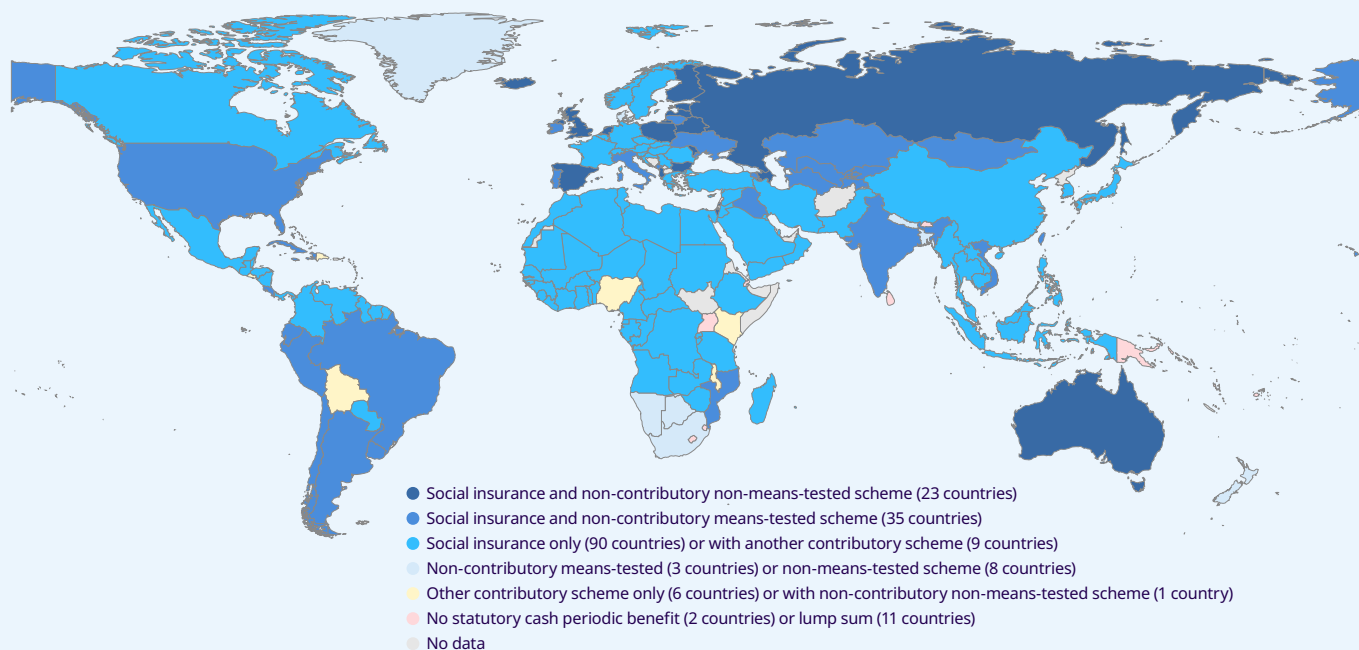 Social insurance and non-contributory non-means-tested scheme (23 countries)
Social insurance and non-contributory means-tested scheme (35 countries)
Social insurance only (90 countries) or with another contributory scheme (9 countries)
Non-contributory means-tested (3 countries) or non-means-tested scheme (8 countries)
Other contributory scheme only (6 countries) or with non-contributory non-means-tested scheme (1 country)
No statutory cash periodic benefit (2 countries) or lump sum (11 countries)
No data